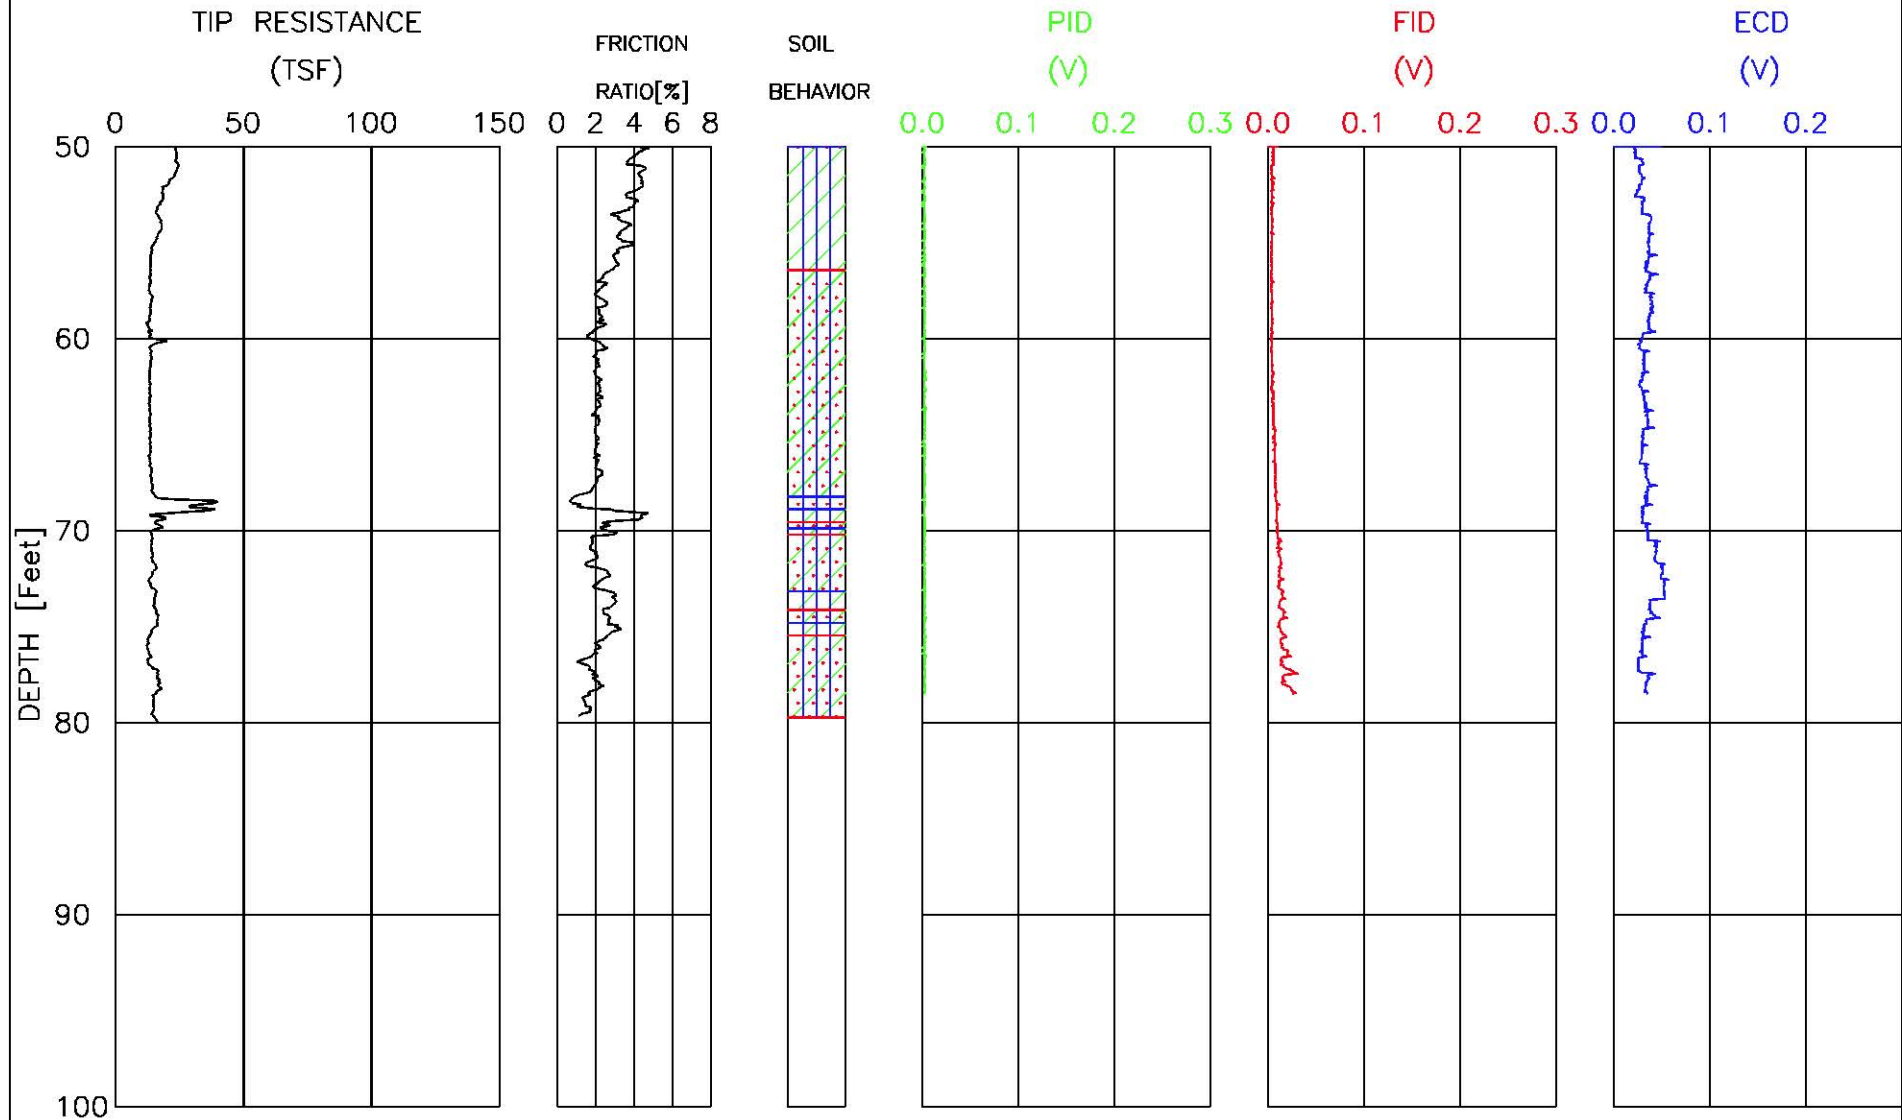 TIP RESISTANCE
(TSF)
0 50 100 150
FRICTION
RATIO[%]
0 2 4 6 8
SOIL
BEHAVIOR
PID
(V)
0.0 0.1 0.2 0.3
FID
(V)
0.0 0.1 0.2 0.3
ECD
(V)
0.0 0.1 0.2
DEPTH [Feet]
50
60
70
80
90
100